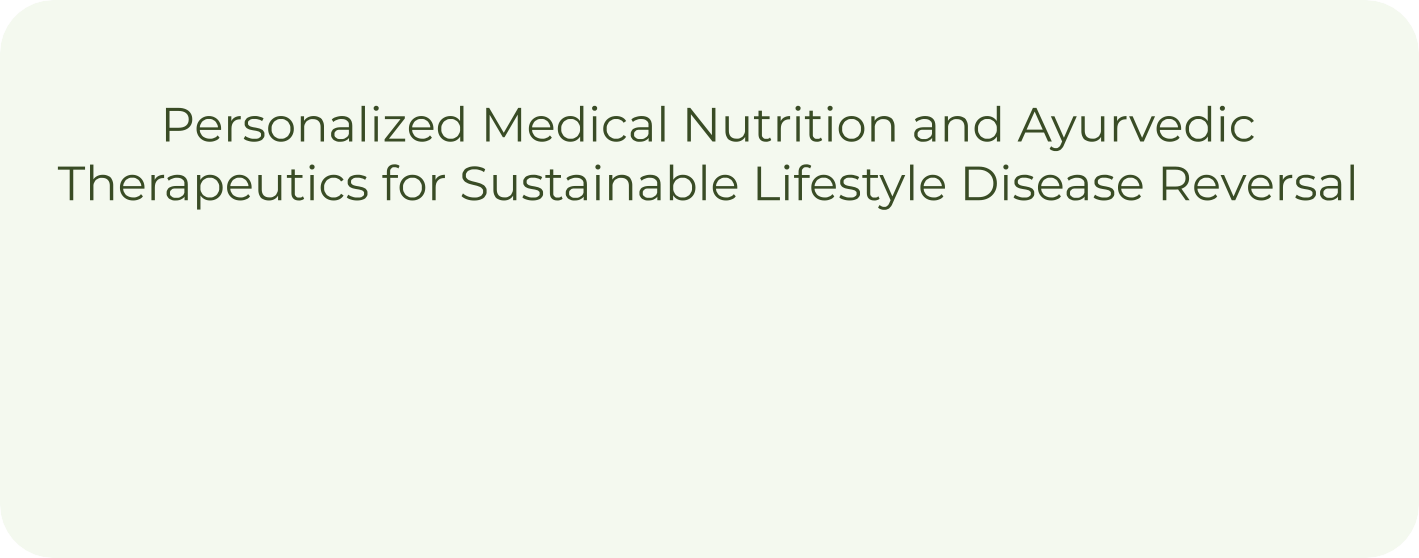 Personalized Medical Nutrition and Ayurvedic
Therapeutics for Sustainable Lifestyle Disease Reversal